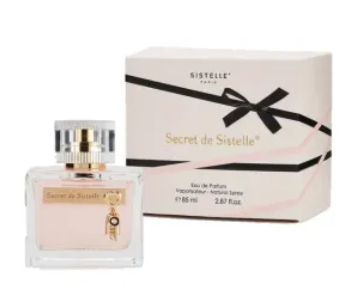 SISTELLE®
PARIS
Secret de Sistelle®
Eau de Parfum
Vaporisateur - Natural Spray
℮ 85 ml 2.87 fl.oz.
Secret de Sistelle®